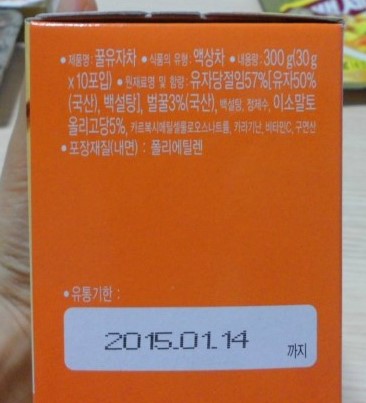 • 제품명 : 꿀유자차 • 식품의 유형 : 액상차 • 내용량 : 300 g(30 g
x10포입) • 원재료명 및 함량 : 유자당절임57%[유자50%
(국산), 백설탕], 벌꿀3%(국산), 백설탕, 정제수, 이소말토
올리고당5%, 카르복시메틸셀룰로오스나트륨, 카라기난, 비타민C, 구연산
• 포장재질(내면) : 폴리에틸렌
• 유통기한 :
2015.01.14
까지